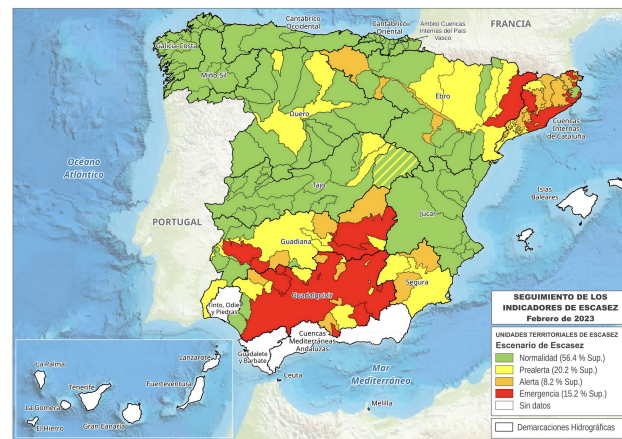 Cantábrico
Occidental
Cantábrico
Oriental
Ámbito Cuencas
Internas del País
Vasco
FRANCIA
Galicia-Costa
Miño-Sil
Ebro
Duero
Cuencas
Internas
de Cataluña
Océano
Atlántico
Tajo
Islas
Baleares
PORTUGAL
Júcar
Guadiana
Segura
Guadalquivir
Tinto, Odiel
y Piedras
Cuencas
Mediterráneas
Andaluzas
Guadalete
y Barbate
Ceuta
Mar
Mediterráneo
Melilla
La Palma
Lanzarote
Tenerife
Fuerteventura
La Gomera
El Hierro
Gran Canaria
SEGUIMIENTO DE LOS
INDICADORES DE ESCASEZ
Febrero de 2023
UNIDADES TERRITORIALES DE ESCASEZ
Escenario de Escasez
Normalidad (56.4 % Sup.)
Prealerta (20.2 % Sup.)
Alerta (8.2 % Sup.)
Emergencia (15.2 % Sup.)
Sin datos
Demarcaciones Hidrográficas